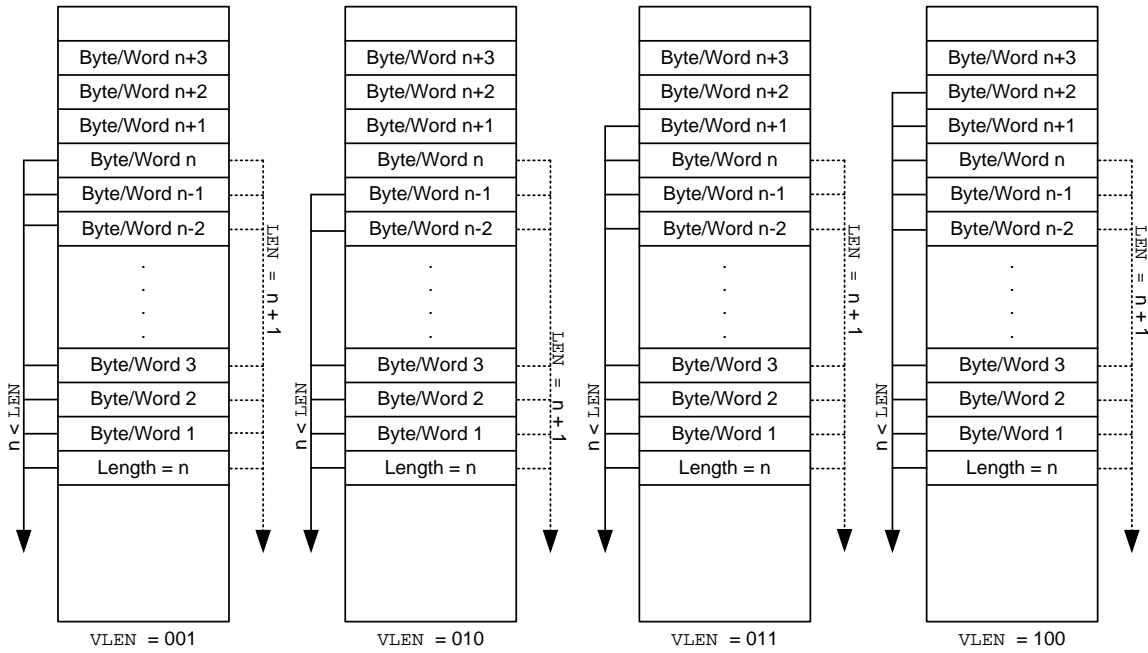 Byte/Word n+3
Byte/Word n+2
Byte/Word n+1
Byte/Word n
Byte/Word n-1
Byte/Word n-2
.
.
.
.
Byte/Word 3
Byte/Word 2
Byte/Word 1
Length = n
n < LEN
LEN = n + 1
VLEN = 001
Byte/Word n+3
Byte/Word n+2
Byte/Word n+1
Byte/Word n
Byte/Word n-1
Byte/Word n-2
.
.
.
.
Byte/Word 3
Byte/Word 2
Byte/Word 1
Length = n
n < LEN
LEN = n + 1
VLEN = 010
Byte/Word n+3
Byte/Word n+2
Byte/Word n+1
Byte/Word n
Byte/Word n-1
Byte/Word n-2
.
.
.
.
Byte/Word 3
Byte/Word 2
Byte/Word 1
Length = n
n < LEN
LEN = n + 1
VLEN = 011
Byte/Word n+3
Byte/Word n+2
Byte/Word n+1
Byte/Word n
Byte/Word n-1
Byte/Word n-2
.
.
.
.
Byte/Word 3
Byte/Word 2
Byte/Word 1
Length = n
n < LEN
LEN = n + 1
VLEN = 100